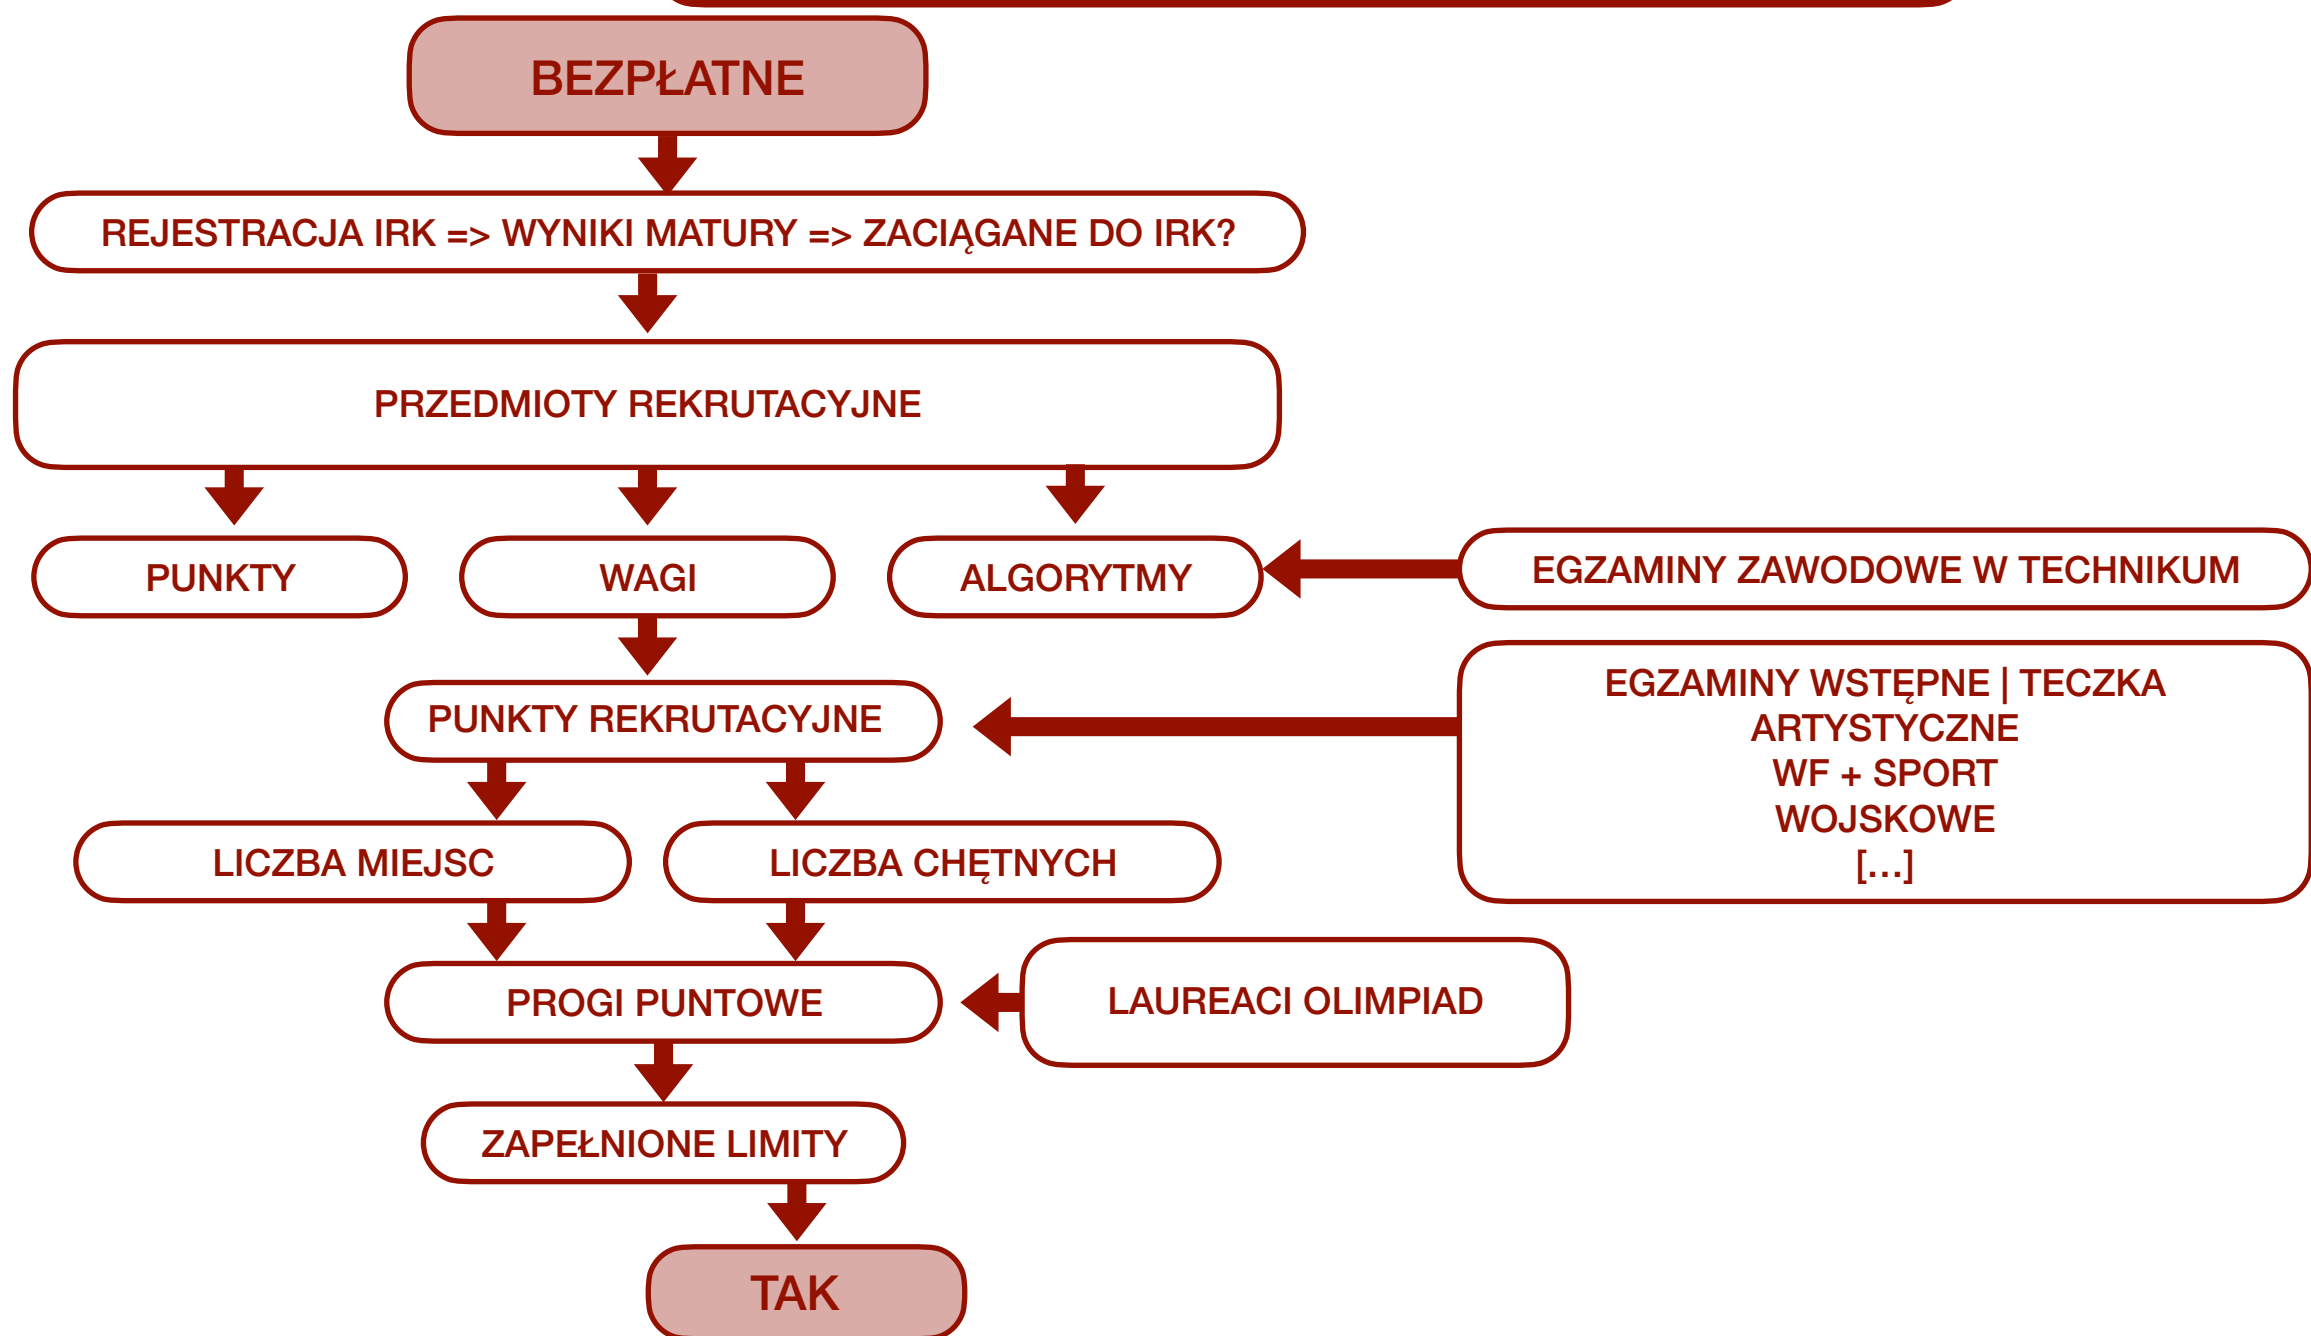 BEZPŁATNE
REJESTRACJA IRK => WYNIKI MATURY => ZACIĄGANE DO IRK?
PRZEDMIOTY REKRUTACYJNE
PUNKTY
WAGI
ALGORYTMY
EGZAMINY ZAWODOWE W TECHNIKUM
EGZAMINY WSTĘPNE | TECZKA
ARTYSTYCZNE
WF + SPORT
WOJSKOWE
[…]
PUNKTY REKRUTACYJNE
LICZBA MIEJSC
LICZBA CHĘTNYCH
PROGI PUNTOWE
LAUREACI OLIMPIAD
ZAPEŁNIONE LIMITY
TAK